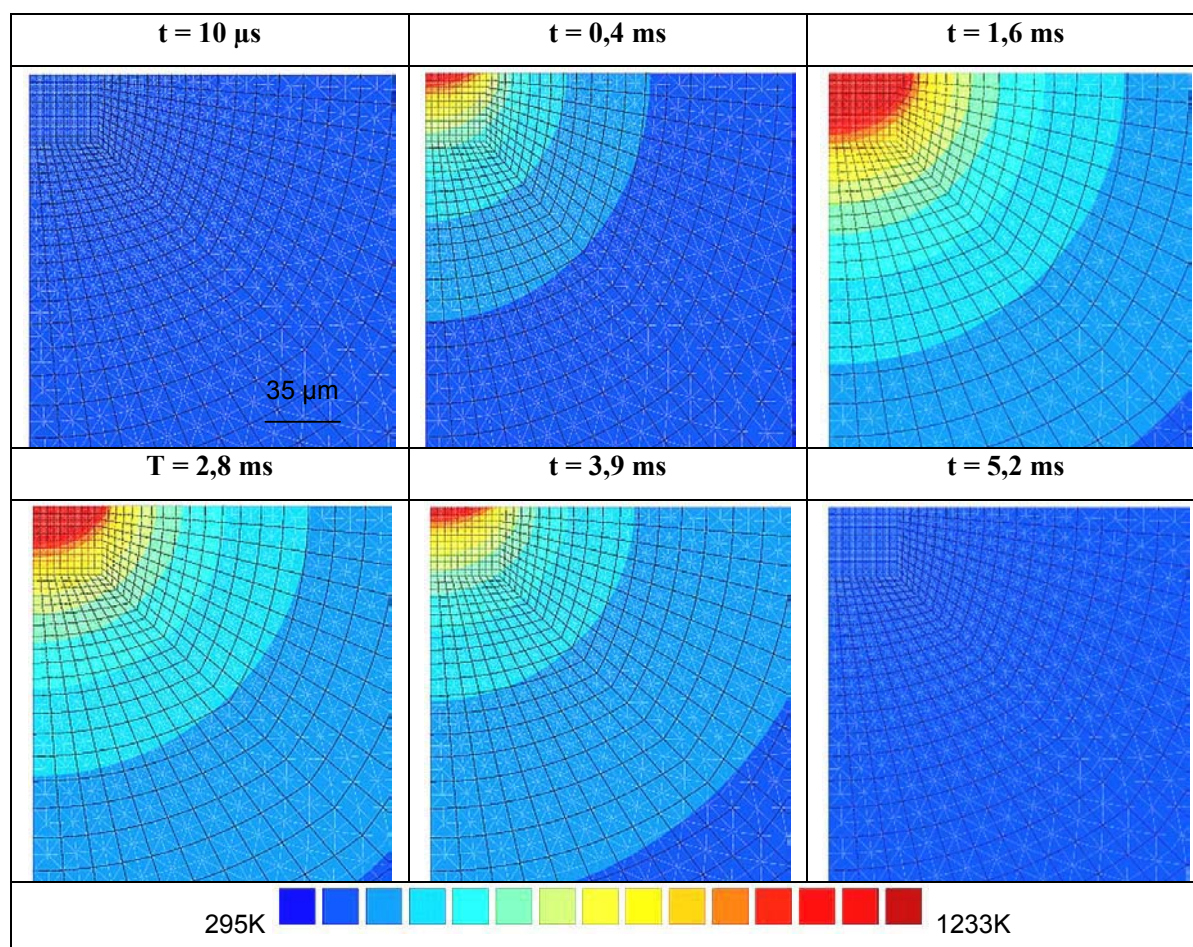 t = 10 µs
t = 0,4 ms
t = 1,6 ms
35 µm
T = 2,8 ms
t = 3,9 ms
t = 5,2 ms
295K
1233K